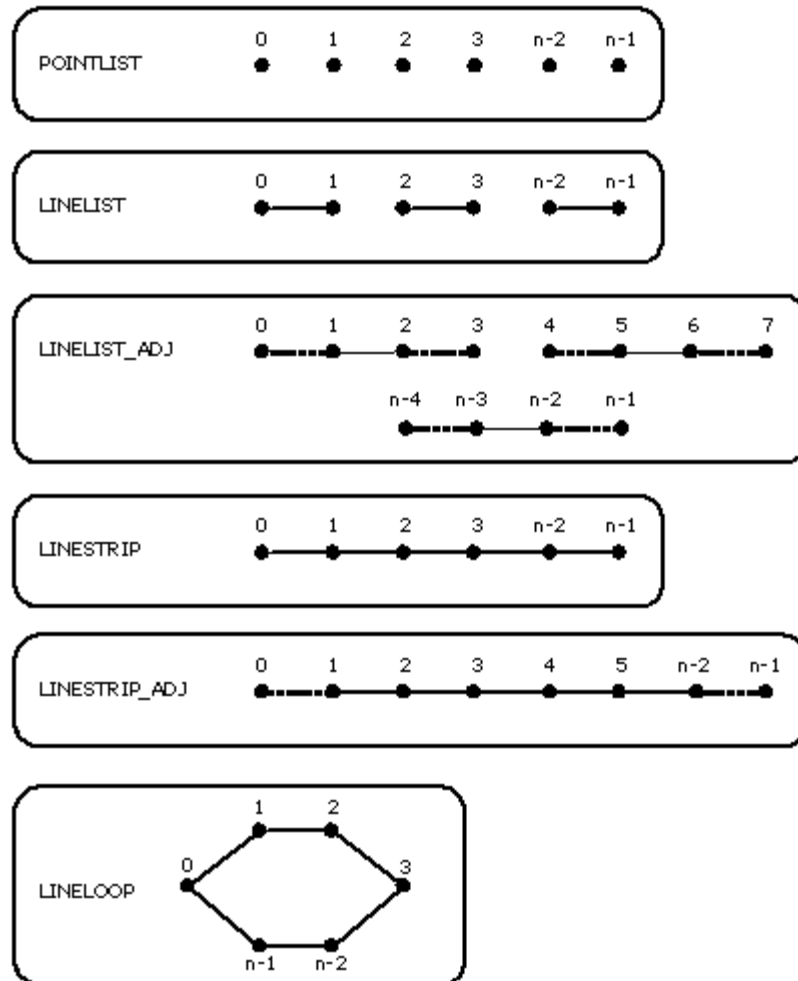 0 1 2 3 n-2 n-1
POINTLIST
0 1 2 3 n-2 n-1
LINELIST
0 1 2 3 4 5 6 7
LINELIST_ADJ
n-4 n-3 n-2 n-1
0 1 2 3 n-2 n-1
LINESTRIP
0 1 2 3 4 5 n-2 n-1
LINESTRIP_ADJ
1 2
0 3
LINELOOP
n-1 n-2